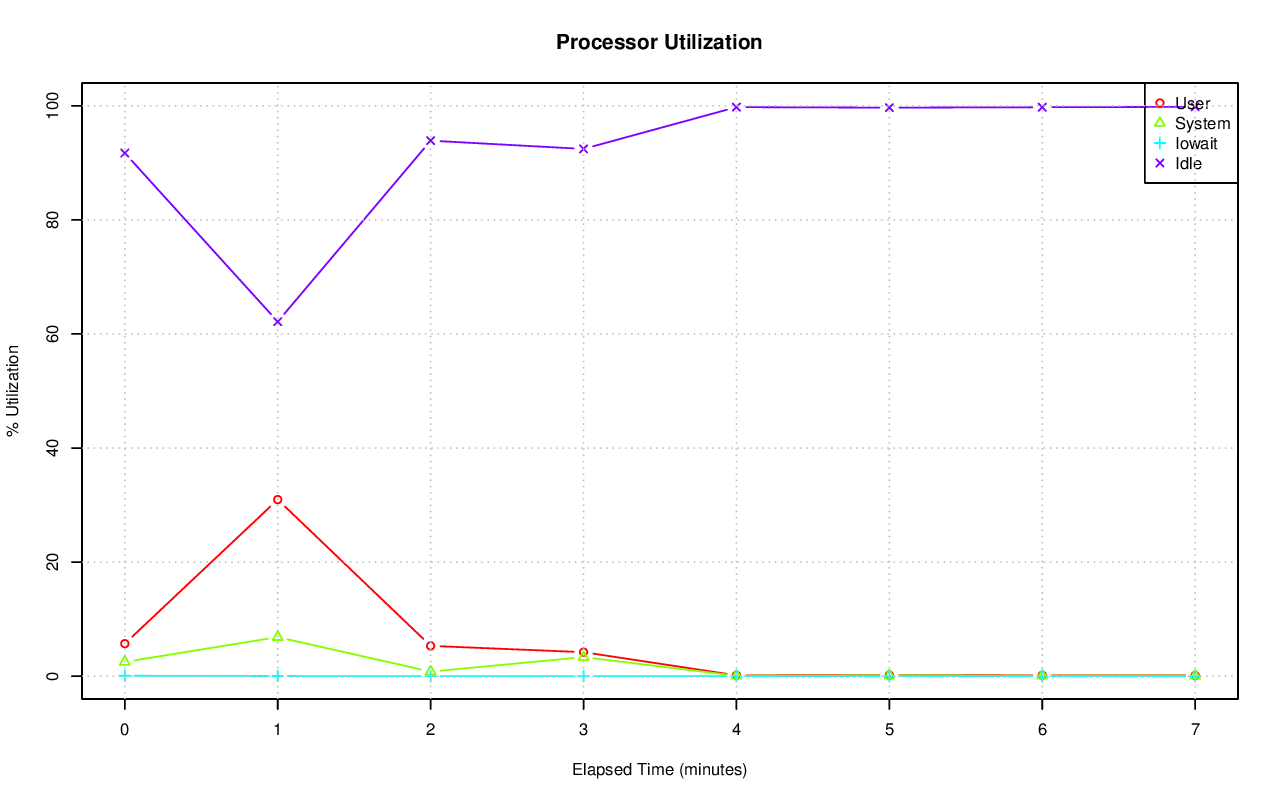 Processor Utilization
100
80
60
40
20
0
% Utilization
User
System
Iowait
Idle
0 1 2 3 4 5 6 7
Elapsed Time (minutes)